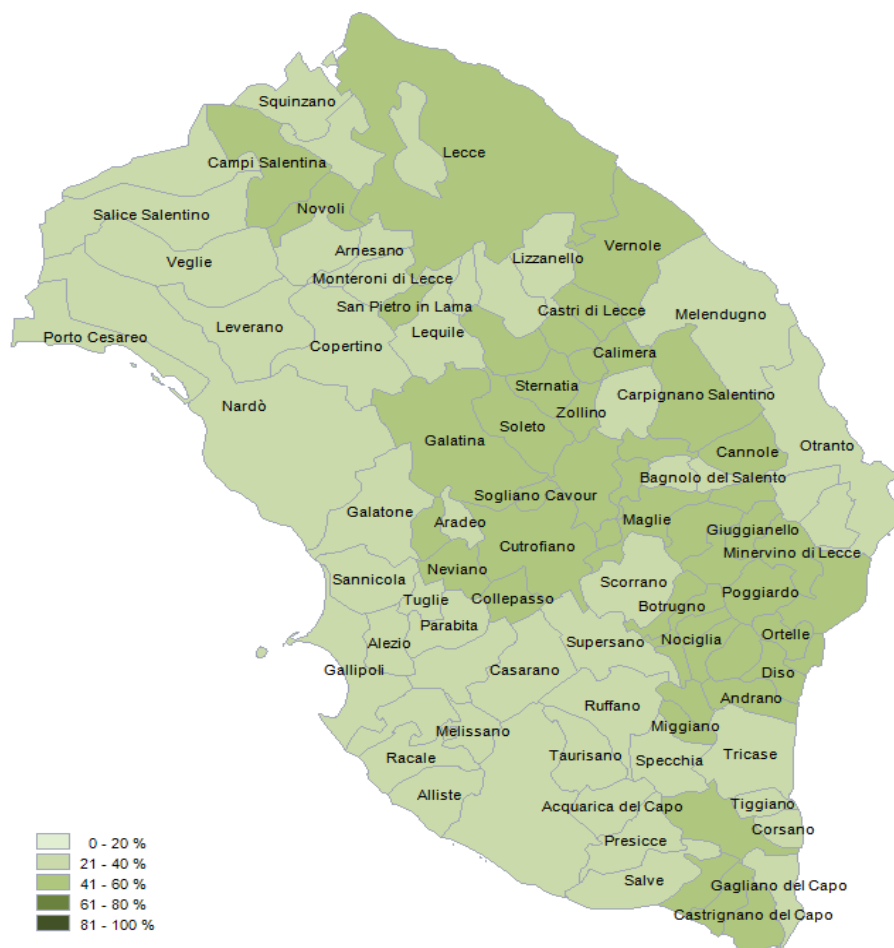 Squinzano
Lecce
Campi Salentina
Novoli
Salice Salentino
Vernole
Arnesano
Lizzanello
Veglie
Monteroni di Lecce
San Pietro in Lama
Castri di Lecce
Melendugno
Leverano
Lequile
Porto Cesareo
Copertino
Calimera
Sternatia
Carpignano Salentino
Nardò
Zollino
Soleto
Galatina
Otranto
Cannole
Bagnolo del Salento
Sogliano Cavour
Galatone
Aradeo
Maglie
Giuggianello
Cutrofiano
Minervino di Lecce
Neviano
Sannicola
Scorrano
Poggiardo
Tuglie
Collepasso
Botrugno
Parabita
Ortelle
Alezio
Supersano
Nociglia
Gallipoli
Casarano
Diso
Andrano
Ruffano
Miggiano
Melissano
Racale
Taurisano
Specchia
Tricase
Alliste
Acquarica del Capo
Tiggiano
Corsano
Presicce
Salve
Gagliano del Capo
Castrignano del Capo
0 - 20 %
21 - 40 %
41 - 60 %
61 - 80 %
81 - 100 %